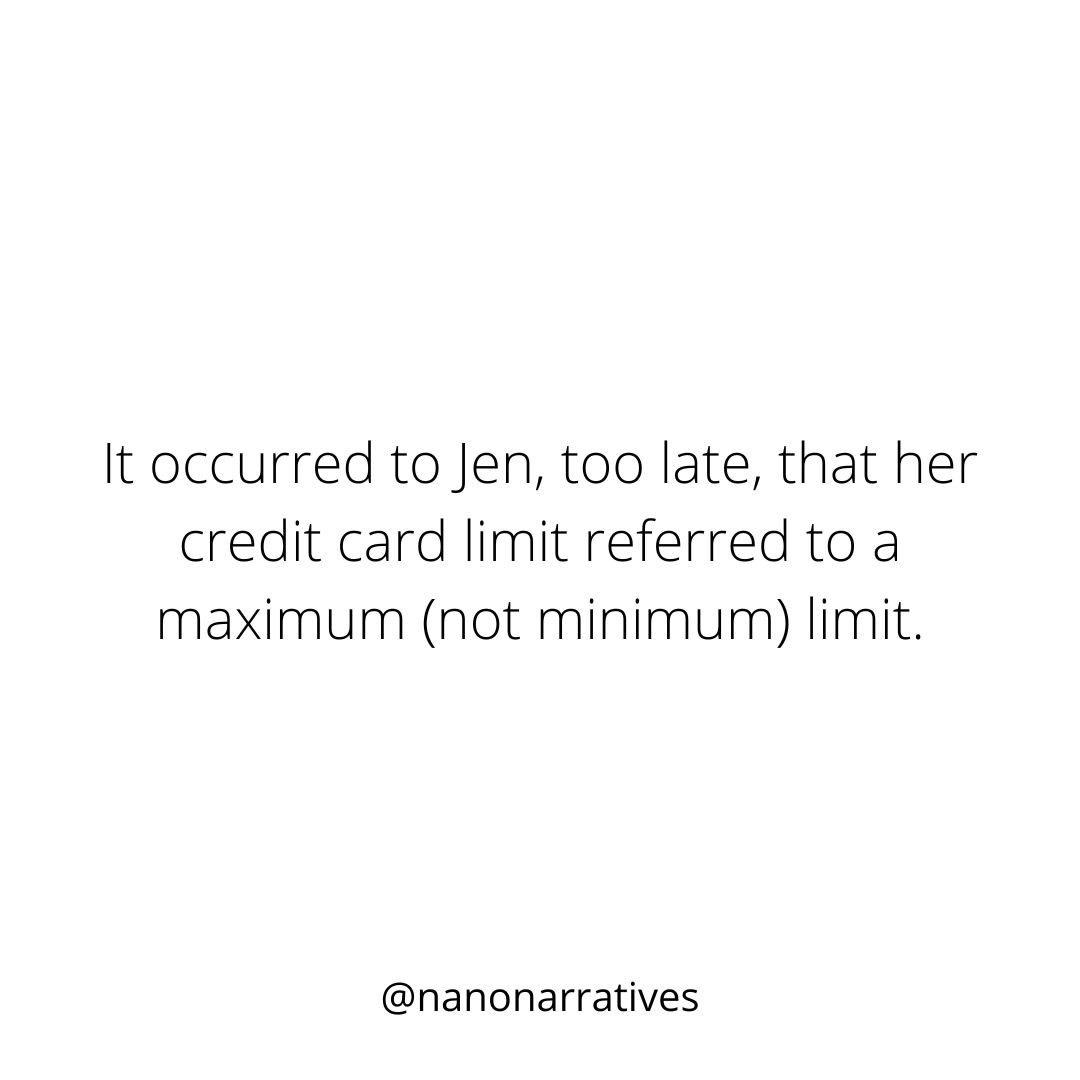 It occurred to Jen, too late, that her
credit card limit referred to a
maximum (not minimum) limit.
@nanonarratives